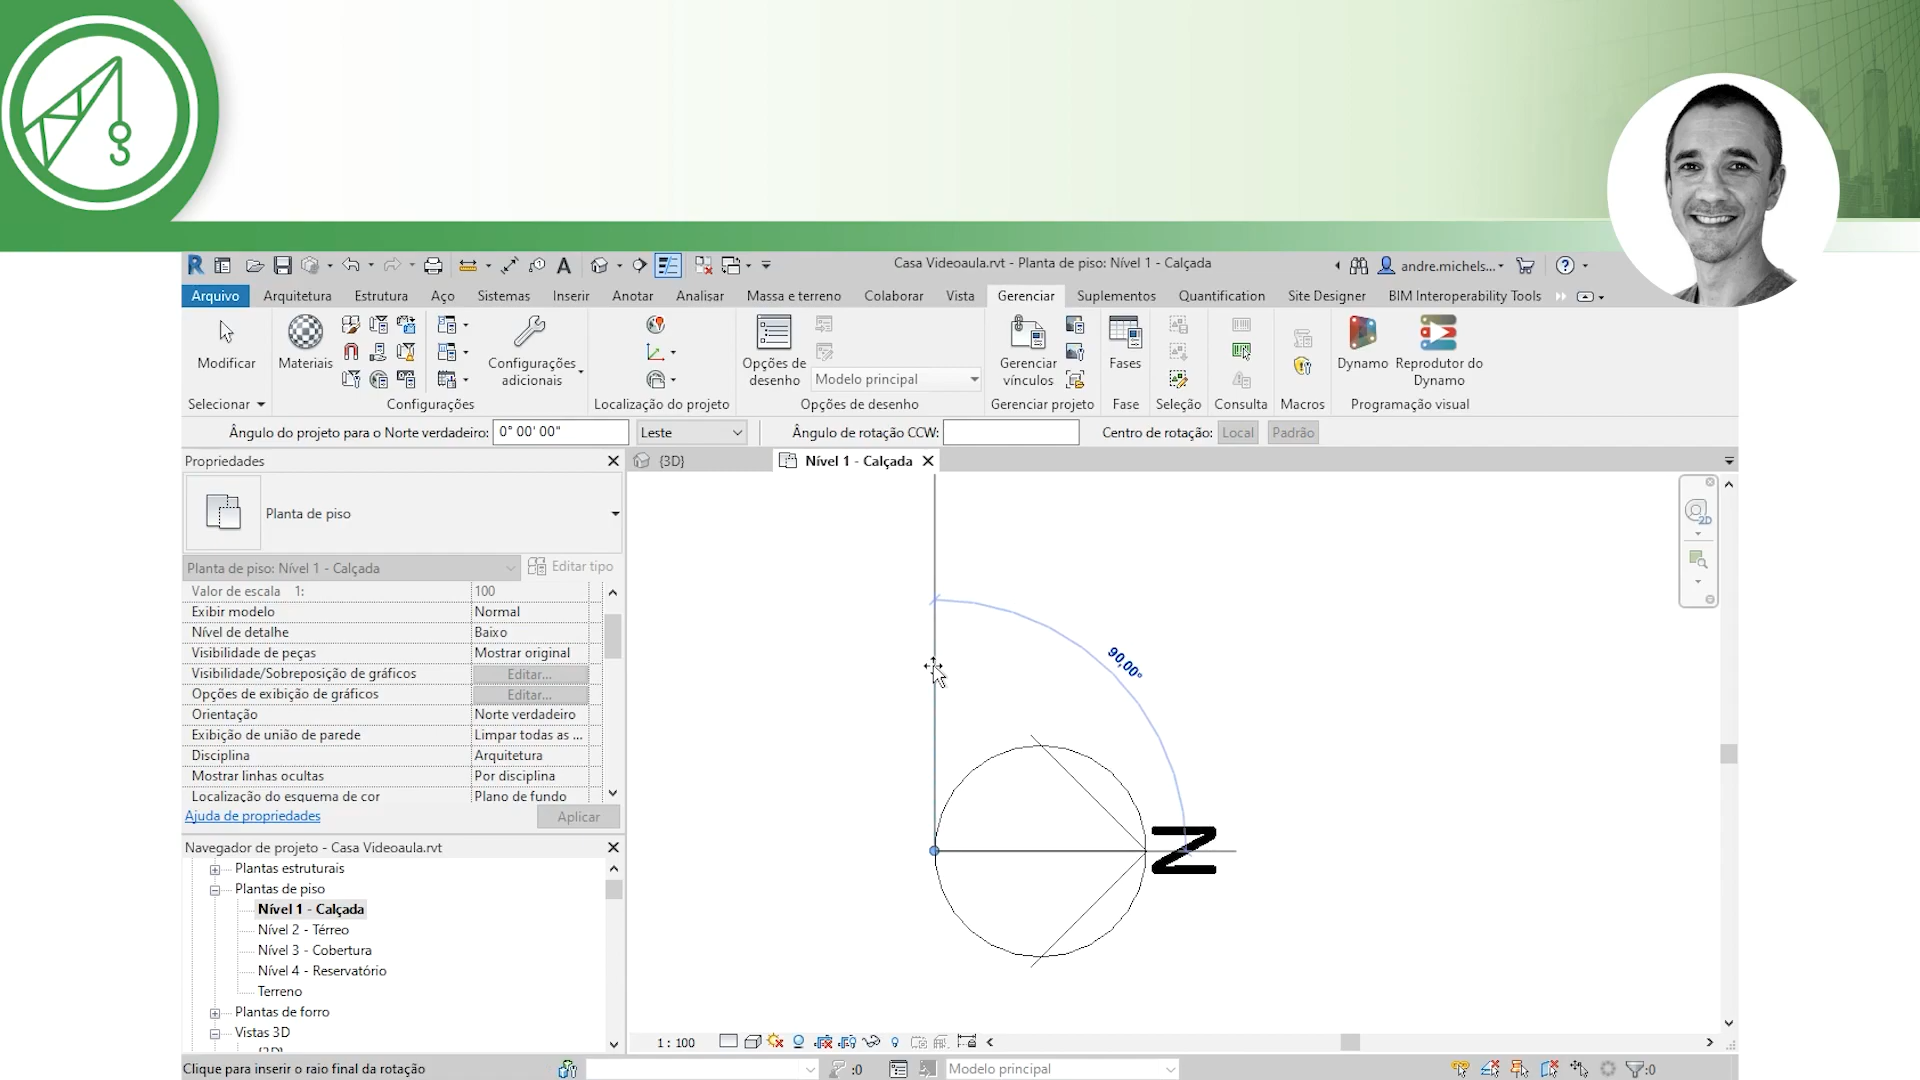 Casa Videoaula.rvt - Planta de piso: Nível 1 - Calçada
andre.michels...
Arquivo
Arquitetura
Estrutura
Aço
Sistemas
Inserir
Anotar
Analisar
Massa e terreno
Colaborar
Vista
Gerenciar
Suplementos
Quantification
Site Designer
BIM Interoperability Tools
Modificar
Materiais
Configurações
adicionais
Opções de
desenho
Modelo principal
Gerenciar
vínculos
Fases
Dynamo
Reprodutor do
Dynamo
Selecionar
Configurações
Localização do projeto
Opções de desenho
Gerenciar projeto
Fase
Seleção
Consulta
Macros
Programação visual
Ângulo do projeto para o Norte verdadeiro:
0° 00' 00"
Leste
Ângulo de rotação CCW:
Centro de rotação:
Local
Padrão
Propriedades
{3D}
Nível 1 - Calçada
Planta de piso
Planta de piso: Nível 1 - Calçada
Editar tipo
Valor de escala 1:
100
Exibir modelo
Normal
Nível de detalhe
Baixo
Visibilidade de peças
Mostrar original
Visibilidade/Sobreposição de gráficos
Editar...
Opções de exibição de gráficos
Editar...
Orientação
Norte verdadeiro
Exibição de união de parede
Limpar todas as ...
Disciplina
Arquitetura
Mostrar linhas ocultas
Por disciplina
Localização do esquema de cor
Plano de fundo
Ajuda de propriedades
Aplicar
2D
90,00°
N
Navegador de projeto - Casa Videoaula.rvt
Plantas estruturais
Plantas de piso
Nível 1 - Calçada
Nível 2 - Térreo
Nível 3 - Cobertura
Nível 4 - Reservatório
Terreno
Plantas de forro
Vistas 3D
{3D}
1 : 100
Clique para inserir o raio final da rotação
:0
Modelo principal
:0